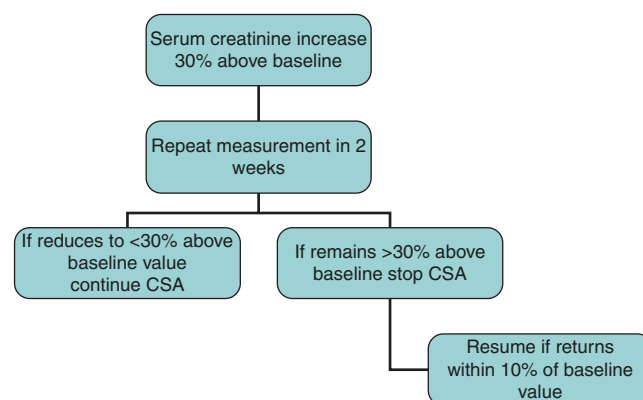 Serum creatinine increase
30% above baseline
Repeat measurement in 2
weeks
If reduces to <30% above
baseline value
continue CSA
If remains >30% above
baseline stop CSA
Resume if returns
within 10% of baseline
value